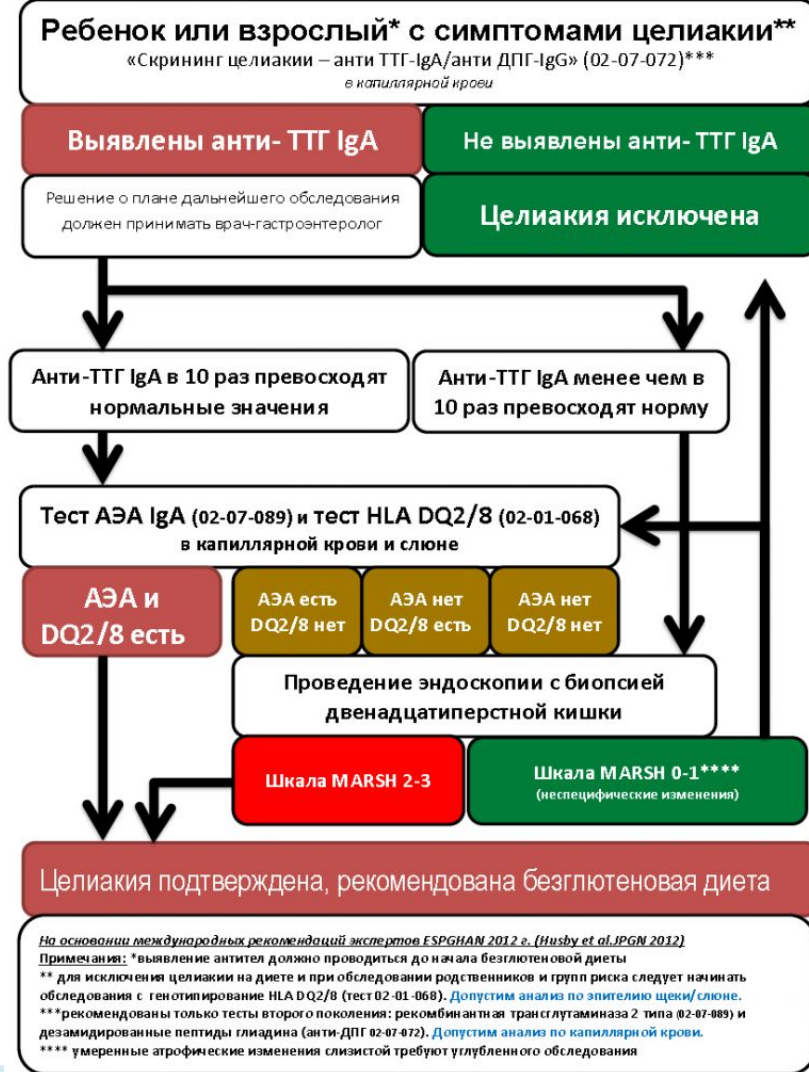 Ребенок или взрослый* с симптомами целиакии**
«Скрининг целиакии – анти ТТГ-IgA/анти ДПГ-IgG» (02-07-072)***
в капиллярной крови
Выявлены анти- ТТГ IgA
Не выявлены анти- ТТГ IgA
Решение о плане дальнейшего обследования
должен принимать врач-гастроэнтеролог
Целиакия исключена
Анти-ТТГ IgA в 10 раз превосходят
нормальные значения
Анти-ТТГ IgA менее чем в
10 раз превосходят норму
Тест АЭА IgA (02-07-089) и тест HLA DQ2/8 (02-01-068)
в капиллярной крови и слюне
АЭА и
DQ2/8 есть
АЭА есть
DQ2/8 нет
АЭА нет
DQ2/8 есть
АЭА нет
DQ2/8 нет
Проведение эндоскопии с биопсией
двенадцатиперстной кишки
Шкала MARSH 2-3
Шкала MARSH 0-1****
(неспецифические изменения)
Целиакия подтверждена, рекомендована безглютеновая диета
На основании международных рекомендаций экспертов ESPGHAN 2012 г. (Husby et al.JPGN 2012)
Примечания: *выявление антител должно проводиться до начала безглютеновой диеты
** для исключения целиакии на диете и при обследовании родственников и групп риска следует начинать
обследования с генотипирование HLA DQ2/8 (тест 02-01-068). Допустим анализ по эпителию щеки/слюне.
***рекомендованы только тесты второго поколения: рекомбинантная трансглутаминаза 2 типа (02-07-089) и
дезамидированные пептиды глиадина (анти-ДПГ 02-07-072). Допустим анализ по капиллярной крови.
**** умеренные атрофические изменения слизистой требуют углубленного обследования